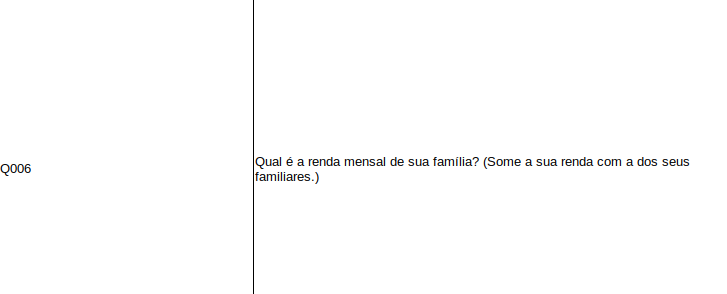 Q006
Qual é a renda mensal de sua família? (Some a sua renda com a dos seus
familiares.)